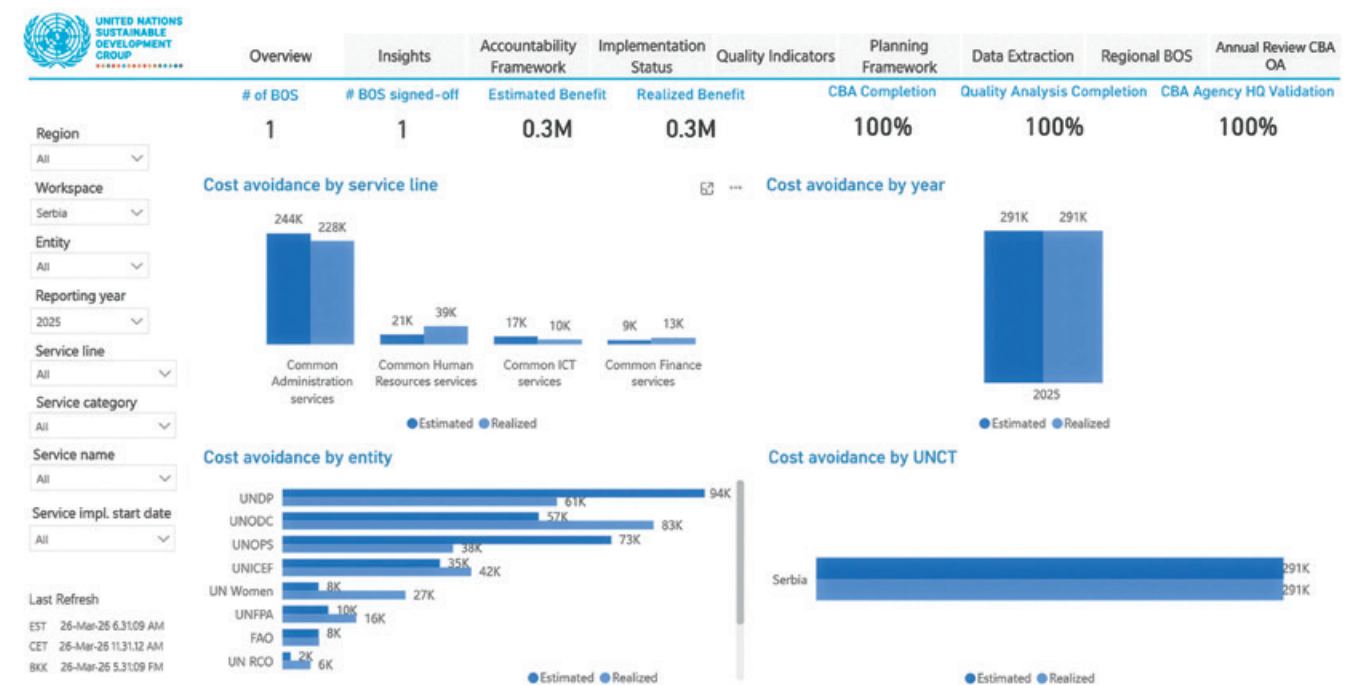 UNITED NATIONS
SUSTAINABLE
DEVELOPMENT
GROUP
Overview
Insights
Accountability
Framework
Implementation
Status
Quality Indicators
Planning
Framework
Data Extraction
Regional BOS
Annual Review CBA
OA
# of BOS
# BOS signed-off
Estimated Benefit
Realized Benefit
CBA Completion
Quality Analysis Completion
CBA Agency HQ Validation
1
1
0.3M
0.3M
100%
100%
100%
Region
All
Workspace
Serbia
Entity
All
Reporting year
2025
Service line
All
Service category
All
Service name
All
Service impl. start date
All
Last Refresh
EST 26-Mar-26 6.31:09 AM
CET 26-Mar-26 11.31.12 AM
BKK 26-Mar-26 5.31:09 PM
Cost avoidance by service line
244K
228K
21K
39K
17K
10K
9K
13K
Common
Administration
services
Common Human
Resources services
Common ICT
services
Common Finance
services
Estimated Realized
Cost avoidance by year
291K
291K
2025
Estimated Realized
Cost avoidance by entity
UNDP
94K
61K
UNODC
57K
83K
UNOPS
73K
38K
UNICEF
35K
42K
UN Women
8K
27K
UNFPA
10K
16K
FAO
8K
UN RCO
2K
6K
Estimated Realized
Cost avoidance by UNCT
Serbia
291K
291K
Estimated Realized